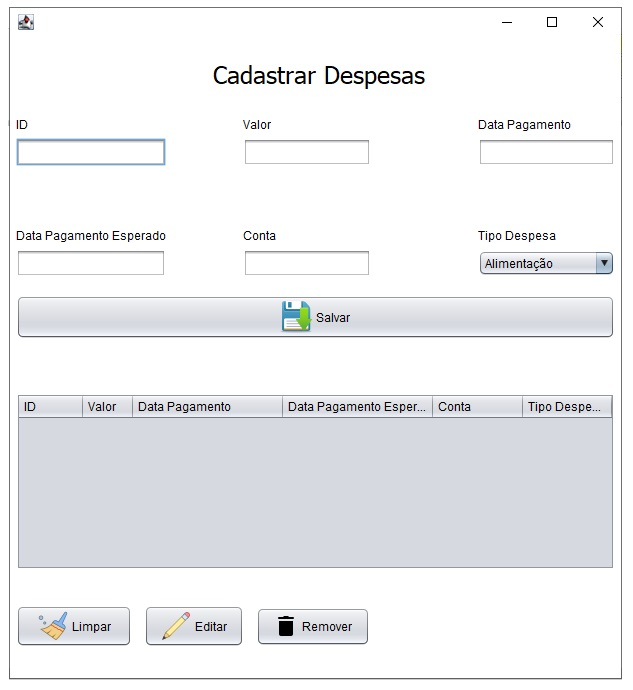 Cadastrar Despesas
ID Valor Data Pagamento
Data Pagamento Esperado Conta Tipo Despesa
Alimentação
Salvar
ID Valor Data Pagamento Data Pagamento Esper... Conta Tipo Despe...
Limpar Editar Remover